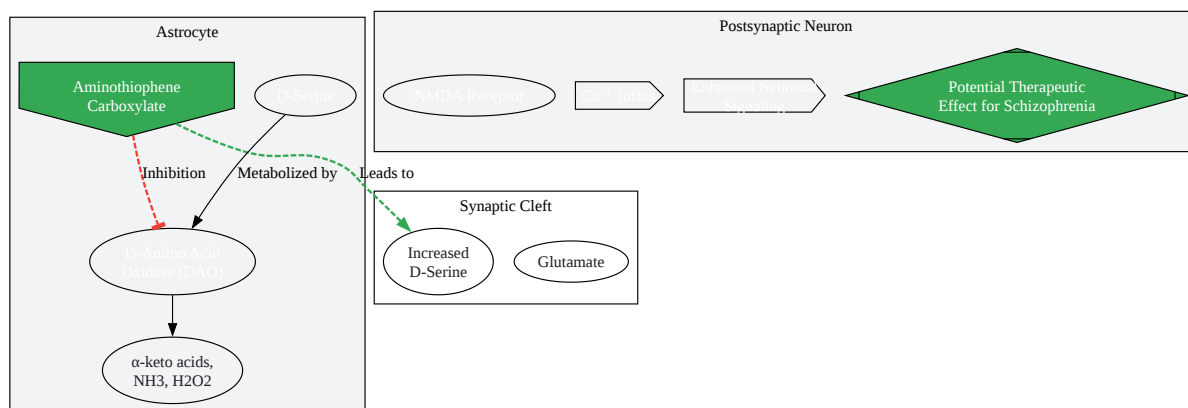 Astrocyte
Aminothiophene
Carboxylate
D-Serine
Inhibition
Metabolized by
Leads to
D-Amino Acid
Oxidase (DAO)
α-keto acids,
NH3, H2O2
Postsynaptic Neuron
NMDA Receptor
Ca²⁺ Influx
Enhanced Neuronal
Signaling
Potential Therapeutic
Effect for Schizophrenia
Synaptic Cleft
Increased
D-Serine
Glutamate